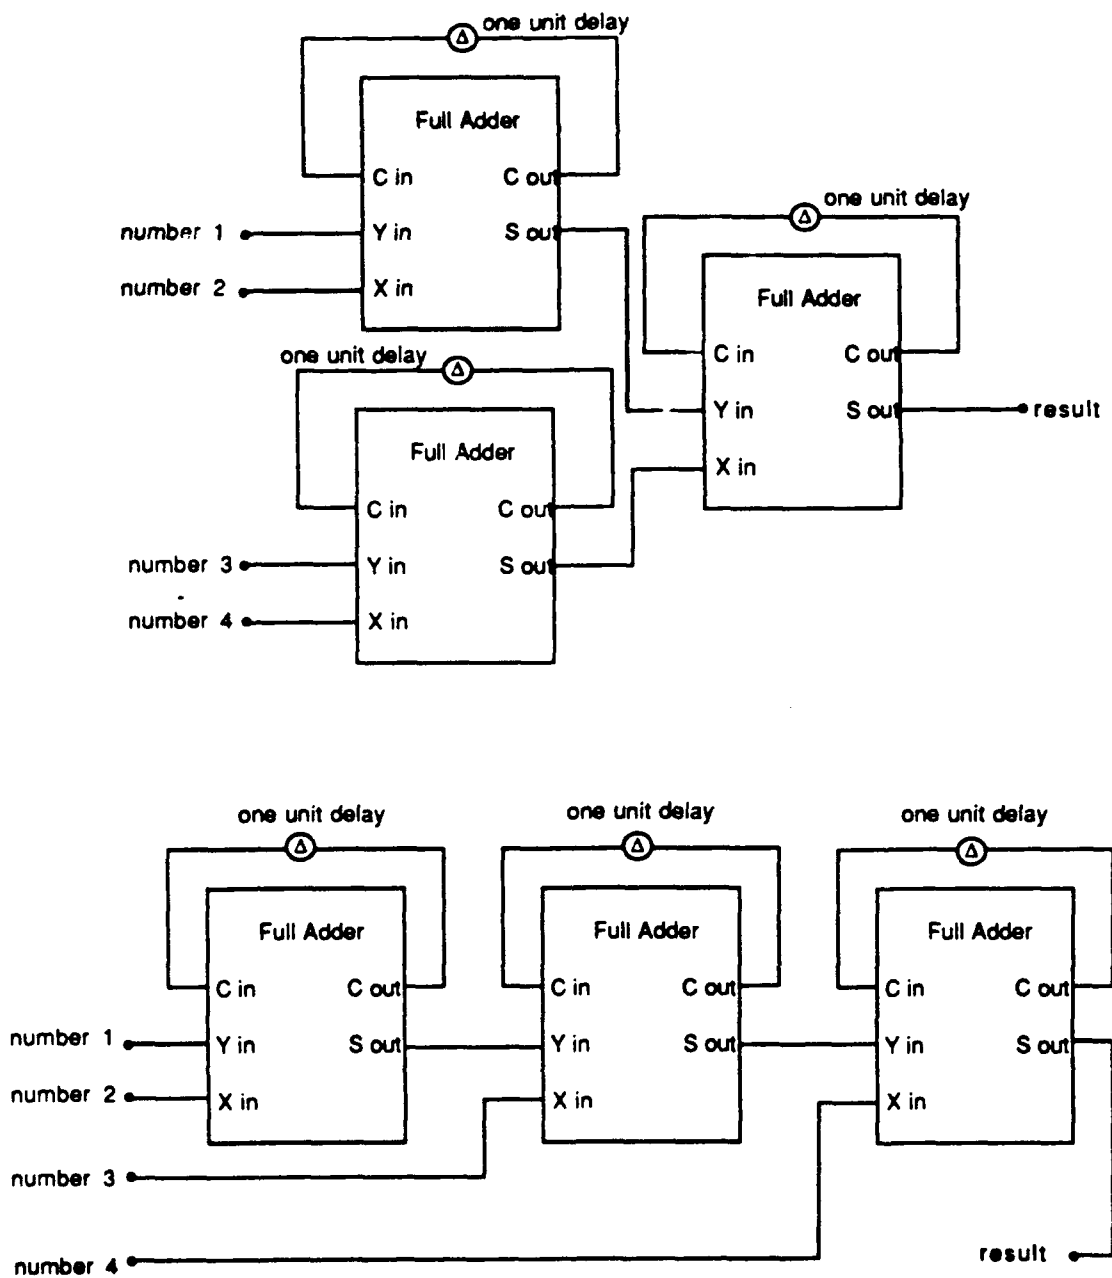 one unit delay
Δ
Full Adder
C in C out
number 1 Y in S out
number 2 X in
one unit delay
Δ
Full Adder
C in C out
Y in S out result
X in
one unit delay
Δ
Full Adder
C in C out
number 3 Y in S out
number 4 X in
one unit delay
Δ
Full Adder
C in C out
number 1 Y in S out
number 2 X in
one unit delay
Δ
Full Adder
C in C out
Y in S out
X in
one unit delay
Δ
Full Adder
C in C out
Y in S out
X in
number 3
number 4
result